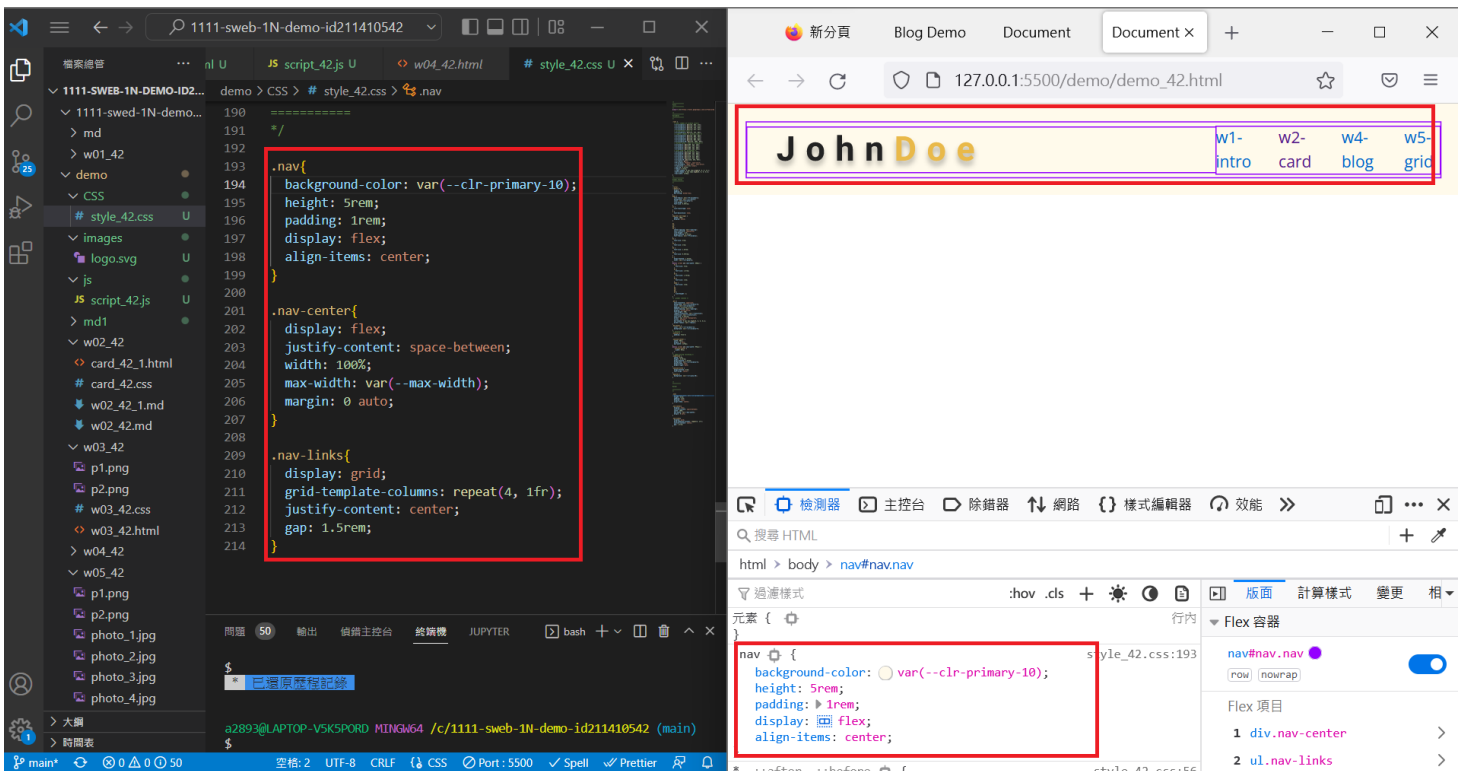 1111-sweb-1N-demo-id211410542
檔案總管
1111-SWEB-1N-DEMO-ID2...
1111-swed-1N-demo...
md
w01_42
demo
CSS
# style_42.css U
images
logo.svg U
js
JS script_42.js U
md1
w02_42
<> card_42_1.html
# card_42.css
w02_42_1.md
w02_42.md
w03_42
p1.png
p2.png
# w03_42.css
<> w03_42.html
w04_42
w05_42
p1.png
p2.png
photo_1.jpg
photo_2.jpg
photo_3.jpg
photo_4.jpg
大綱
時間表
25
1
nl U JS script_42.js U <> w04_42.html # style_42.css U
demo > CSS > # style_42.css > .nav
190 ===========
191 */
192
193 .nav{
194 background-color: var(--clr-primary-10);
195 height: 5rem;
196 padding: 1rem;
197 display: flex;
198 align-items: center;
199 }
200
201 .nav-center{
202 display: flex;
203 justify-content: space-between;
204 width: 100%;
205 max-width: var(--max-width);
206 margin: 0 auto;
207 }
208
209 .nav-links{
210 display: grid;
211 grid-template-columns: repeat(4, 1fr);
212 justify-content: center;
213 gap: 1.5rem;
214 }
問題 50 輸出 偵錯主控台 終端機 JUPYTER bash
$
* 已還原歷程記錄
a2893@LAPTOP-V5K5PORD MINGW64 /c/1111-sweb-1N-demo-id211410542 (main)
$
main* 0 0 50 空格: 2 UTF-8 CRLF CSS Port : 5500 Spell Prettier
新分頁 Blog Demo Document Document
127.0.0.1:5500/demo/demo_42.html
JohnDoe
w1- w2- w4- w5-
intro card blog grid
檢測器 主控台 除錯器 網路 {} 樣式編輯器 效能
搜尋 HTML
html > body > nav#nav.nav
過濾樣式 :hov .cls 版面 計算樣式 變更 相
元素 { 行內
}
nav { style_42.css:193
background-color: var(--clr-primary-10);
height: 5rem;
padding: 1rem;
display: flex;
align-items: center;
*, ::after, ::before { style_42.css:56
Flex 容器
nav#nav.nav
row nowrap
Flex 項目
1 div.nav-center
2 ul.nav-links